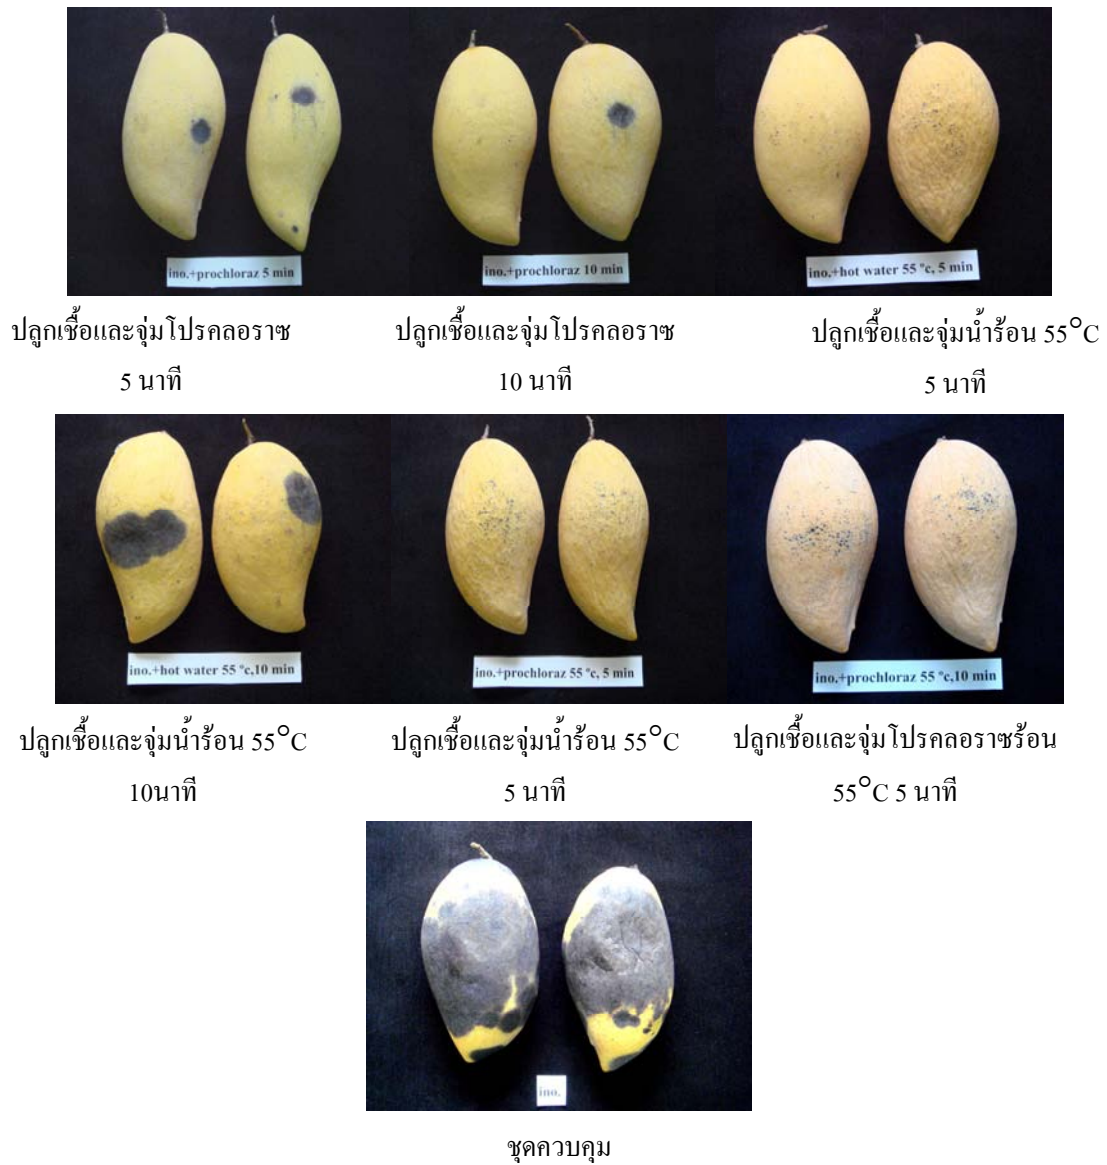 ino.+prochloraz 5 min
ino.+prochloraz 10 min
ino.+hot water 55 °c, 5 min
ปลูกเชื้อและจุ่มโปรคลอราซ
5 นาที
ปลูกเชื้อและจุ่มโปรคลอราซ
10 นาที
ปลูกเชื้อและจุ่มน้ำร้อน 55°C
5 นาที
ino.+hot water 55 °c,10 min
ino.+prochloraz 55 °c, 5 min
ino.+prochloraz 55 °c,10 min
ปลูกเชื้อและจุ่มน้ำร้อน 55°C
10นาที
ปลูกเชื้อและจุ่มน้ำร้อน 55°C
5 นาที
ปลูกเชื้อและจุ่มโปรคลอราซร้อน
55°C 5 นาที
ino.
ชุดควบคุม